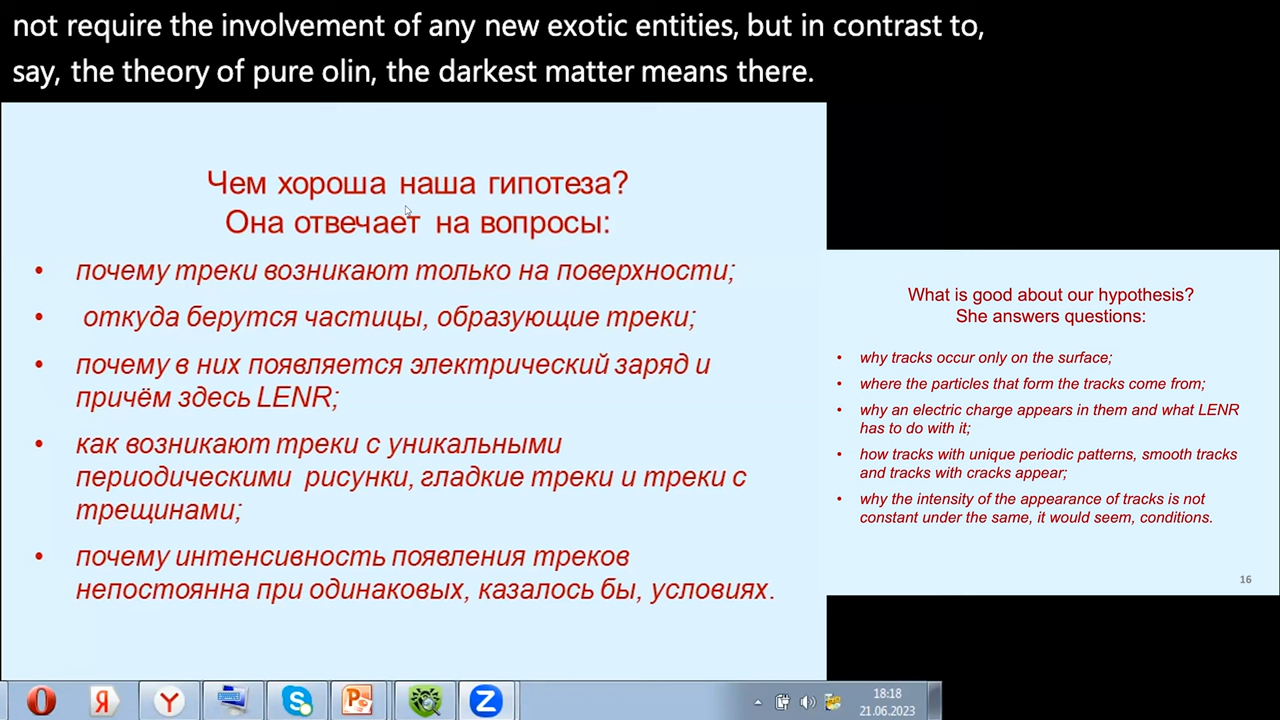 not require the involvement of any new exotic entities, but in contrast to,
say, the theory of pure olin, the darkest matter means there.
Чем хороша наша гипотеза?
Она отвечает на вопросы:
• почему треки возникают только на поверхности;
• откуда берутся частицы, образующие треки;
• почему в них появляется электрический заряд и
причём здесь LENR;
• как возникают треки с уникальными
периодическими рисунки, гладкие треки и треки с
трещинами;
• почему интенсивность появления треков
непостоянна при одинаковых, казалось бы, условиях.
What is good about our hypothesis?
She answers questions:
• why tracks occur only on the surface;
• where the particles that form the tracks come from;
• why an electric charge appears in them and what LENR
has to do with it;
• how tracks with unique periodic patterns, smooth tracks
and tracks with cracks appear;
• why the intensity of the appearance of tracks is not
constant under the same, it would seem, conditions.
16
18:18
21.06.2023